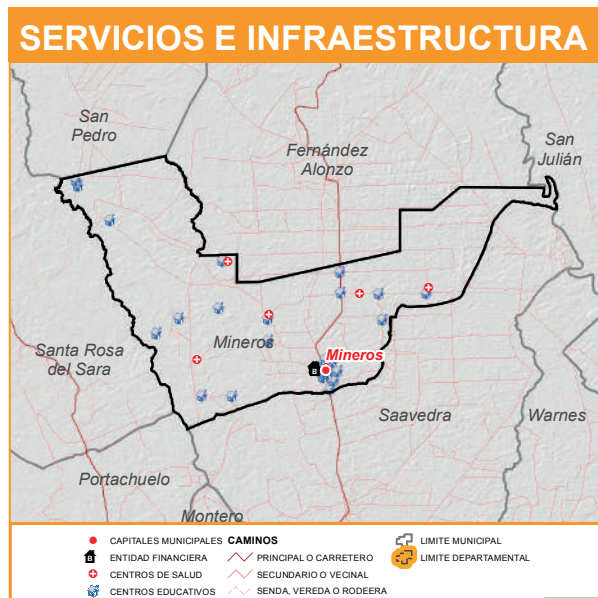 SERVICIOS E INFRAESTRUCTURA
San
Pedro
Fernández
Alonzo
San
Julián
Santa Rosa
del Sara
Mineros
Mineros
B
Saavedra
Warnes
Portachuelo
Montero
CAPITALES MUNICIPALES
B ENTIDAD FINANCIERA
CENTROS DE SALUD
CENTROS EDUCATIVOS
CAMINOS
PRINCIPAL O CARRETERO
SECUNDARIO O VECINAL
SENDA, VEREDA O RODEERA
LIMITE MUNICIPAL
LIMITE DEPARTAMENTAL